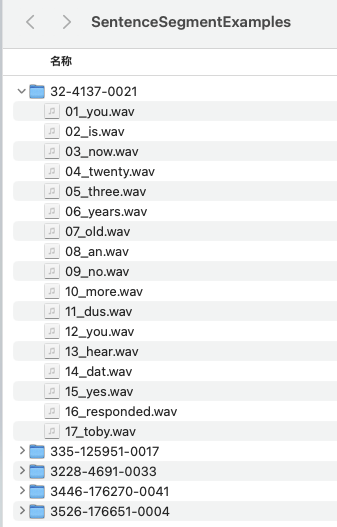 SentenceSegmentExamples
名称
32-4137-0021
01_you.wav
02_is.wav
03_now.wav
04_twenty.wav
05_three.wav
06_years.wav
07_old.wav
08_an.wav
09_no.wav
10_more.wav
11_dus.wav
12_you.wav
13_hear.wav
14_dat.wav
15_yes.wav
16_responded.wav
17_toby.wav
335-125951-0017
3228-4691-0033
3446-176270-0041
3526-176651-0004